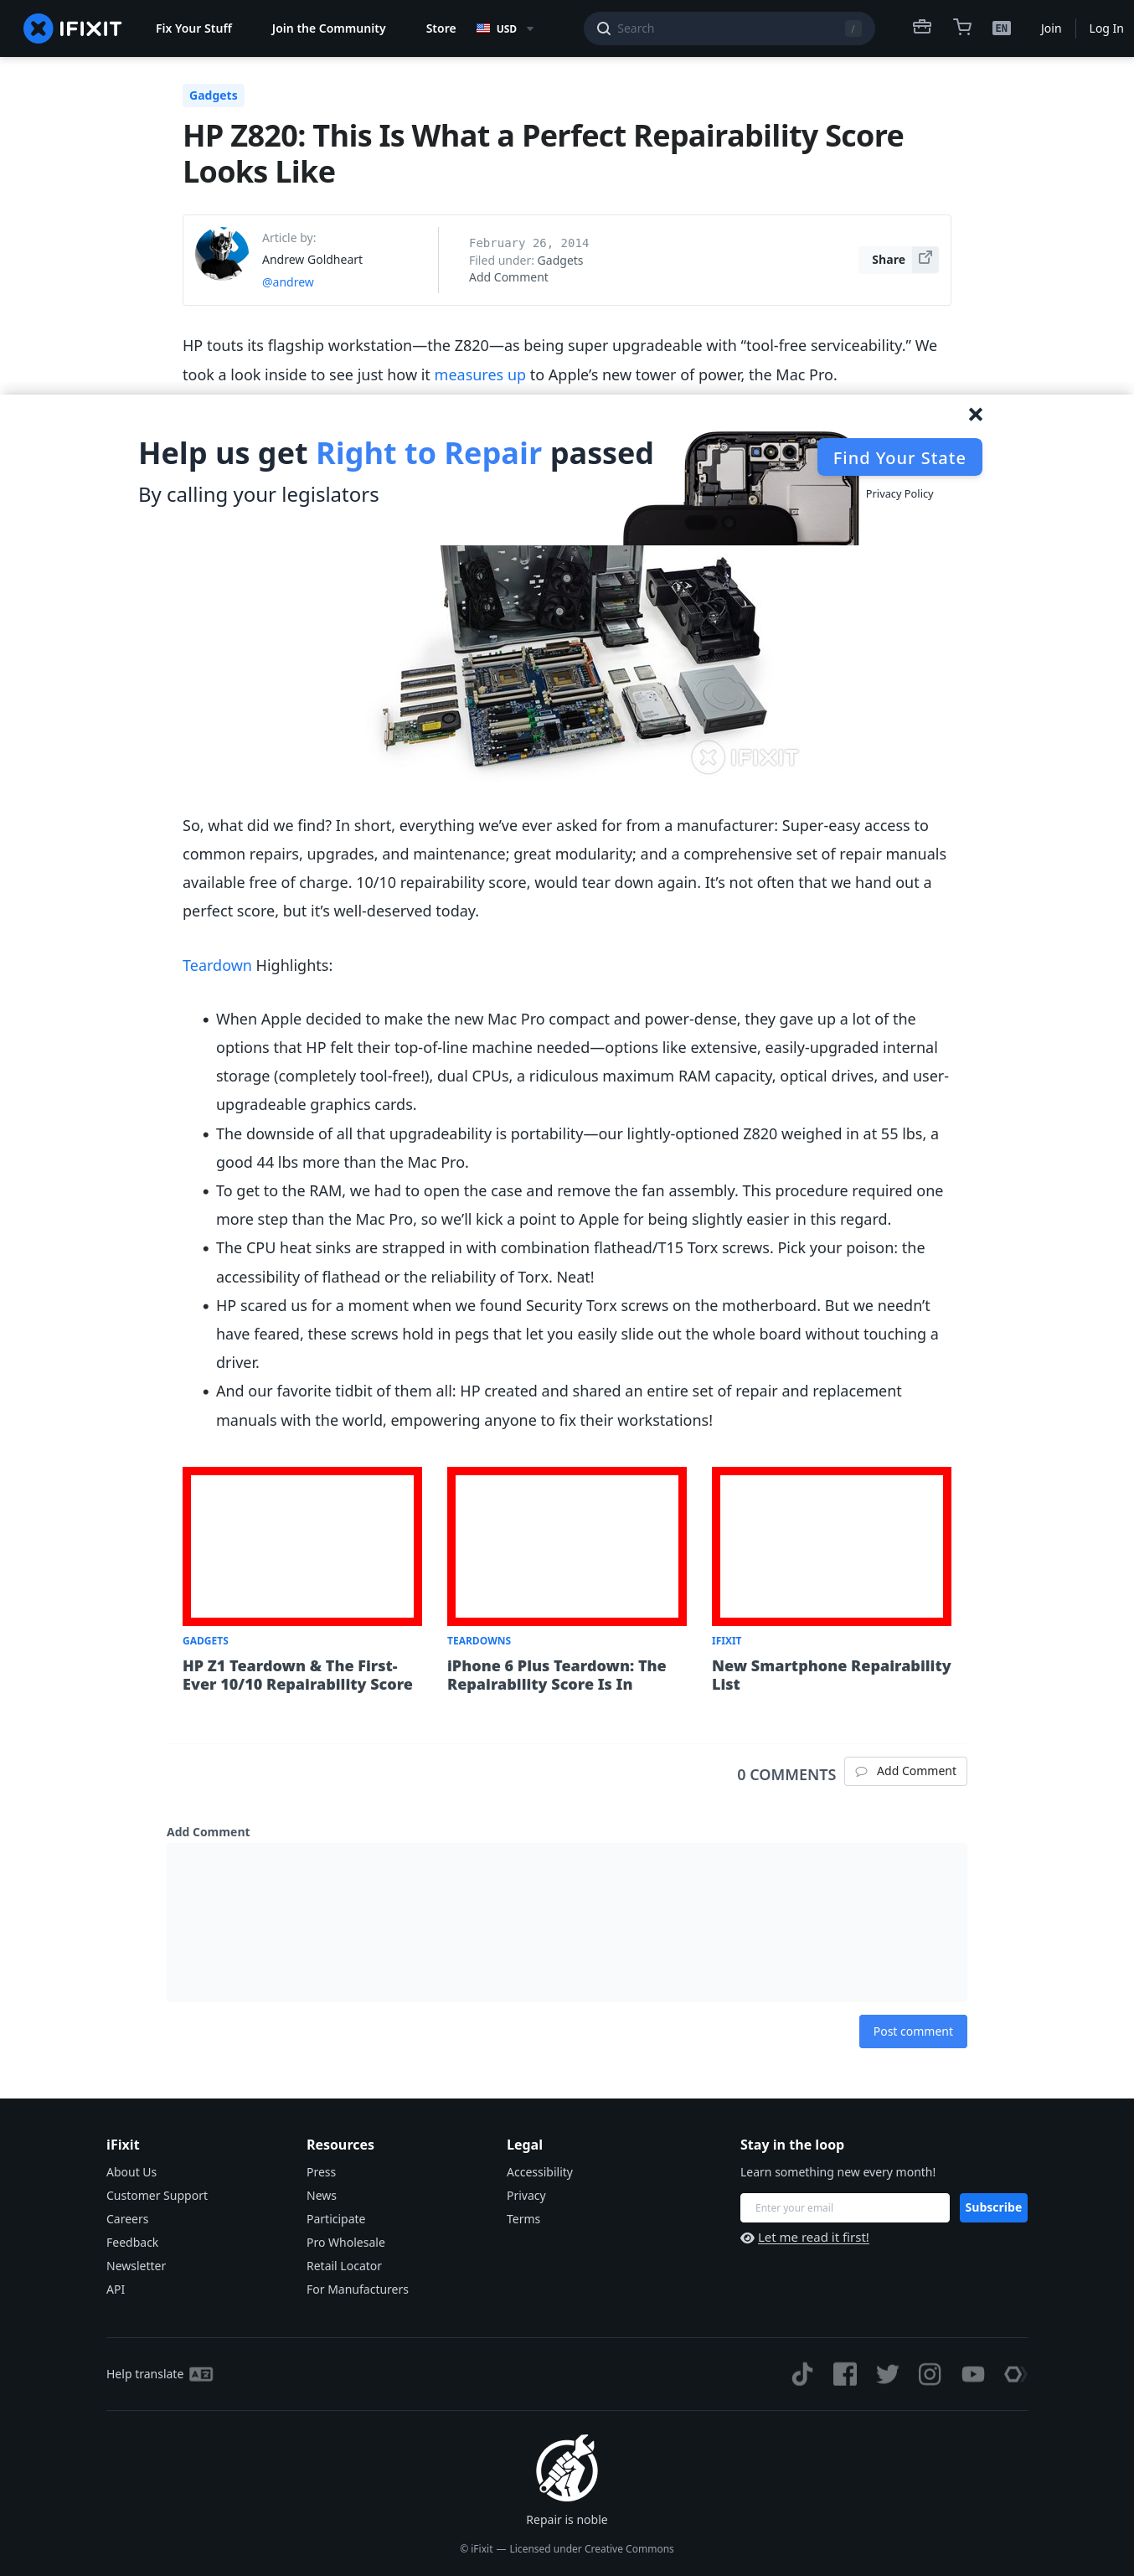 IFIXIT
Fix Your Stuff
Join the Community
Store
USD
Search
/
EN
Join
Log In
Gadgets
HP Z820: This Is What a Perfect Repairability Score
Looks Like
Article by:
Andrew Goldheart
@andrew
February 26, 2014
Filed under: Gadgets
Add Comment
Share
HP touts its flagship workstation—the Z820—as being super upgradeable with “tool-free serviceability.” We
took a look inside to see just how it measures up to Apple’s new tower of power, the Mac Pro.
Help us get Right to Repair passed
By calling your legislators
Find Your State
Privacy Policy
IFIXIT
So, what did we find? In short, everything we’ve ever asked for from a manufacturer: Super-easy access to
common repairs, upgrades, and maintenance; great modularity; and a comprehensive set of repair manuals
available free of charge. 10/10 repairability score, would tear down again. It’s not often that we hand out a
perfect score, but it’s well-deserved today.
Teardown Highlights:
When Apple decided to make the new Mac Pro compact and power-dense, they gave up a lot of the
options that HP felt their top-of-line machine needed—options like extensive, easily-upgraded internal
storage (completely tool-free!), dual CPUs, a ridiculous maximum RAM capacity, optical drives, and user-
upgradeable graphics cards.
The downside of all that upgradeability is portability—our lightly-optioned Z820 weighed in at 55 lbs, a
good 44 lbs more than the Mac Pro.
To get to the RAM, we had to open the case and remove the fan assembly. This procedure required one
more step than the Mac Pro, so we’ll kick a point to Apple for being slightly easier in this regard.
The CPU heat sinks are strapped in with combination flathead/T15 Torx screws. Pick your poison: the
accessibility of flathead or the reliability of Torx. Neat!
HP scared us for a moment when we found Security Torx screws on the motherboard. But we needn’t
have feared, these screws hold in pegs that let you easily slide out the whole board without touching a
driver.
And our favorite tidbit of them all: HP created and shared an entire set of repair and replacement
manuals with the world, empowering anyone to fix their workstations!
GADGETS
HP Z1 Teardown & The First-
Ever 10/10 Repairability Score
TEARDOWNS
iPhone 6 Plus Teardown: The
Repairability Score Is In
IFIXIT
New Smartphone Repairability
List
0 COMMENTS
Add Comment
Add Comment
Post comment
iFixit
About Us
Customer Support
Careers
Feedback
Newsletter
API
Resources
Press
News
Participate
Pro Wholesale
Retail Locator
For Manufacturers
Legal
Accessibility
Privacy
Terms
Stay in the loop
Learn something new every month!
Enter your email
Subscribe
Let me read it first!
Help translate
Repair is noble
© iFixit — Licensed under Creative Commons